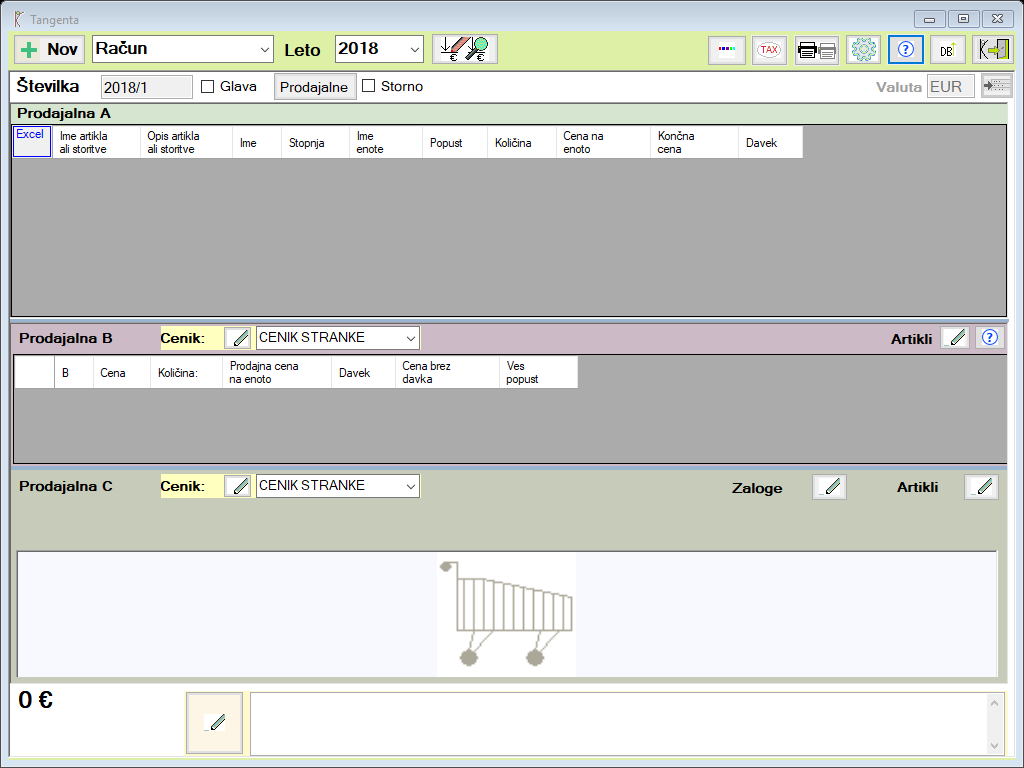 Tangenta
Nov Račun Leto 2018 € € TAX ? DB
Številka 2018/1 Glava Prodajalne Storno Valuta EUR
Prodajalna A
Excel Ime artikla ali storitve Opis artikla ali storitve Ime Stopnja Ime enote Popust Količina Cena na enoto Končna cena Davek
Prodajalna B Cenik: CENIK STRANKE Artikli ?
B Cena Količina: Prodajna cena na enoto Davek Cena brez davka Ves popust
Prodajalna C Cenik: CENIK STRANKE Zaloge Artikli
0 €